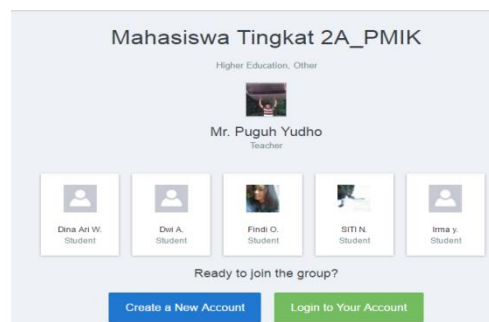 Mahasiswa Tingkat 2A_PMIK
Higher Education, Other
Mr. Puguh Yudho
Teacher
Dina Ari W.
Student
Dwi A.
Student
Findi O.
Student
SITI N.
Student
Irma y.
Student
Ready to join the group?
Create a New Account
Login to Your Account